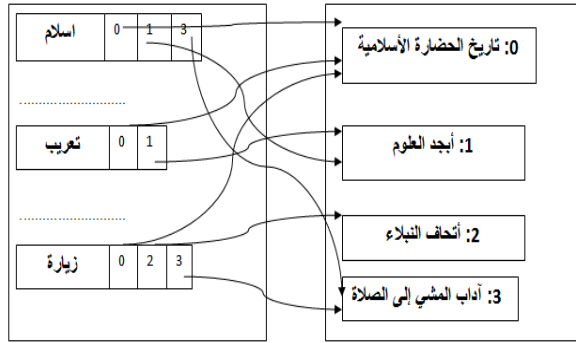 اسلام 0 1 3
..............................
تعريب 0 1
..............................
زيارة 0 2 3
0: تاريخ الحضارة الأسلامية
1: أبجد العلوم
2: أتحاف النبلاء
3: آداب المشي إلى الصلاة